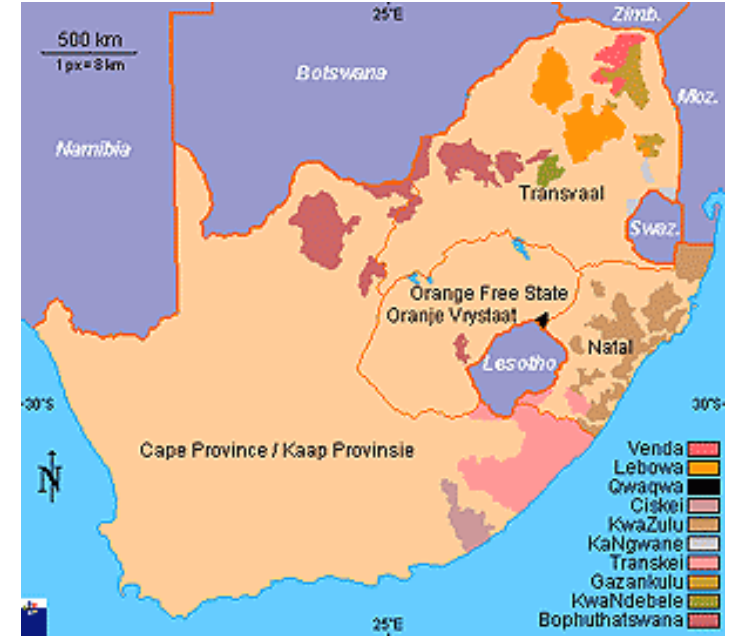 25°E
Zimb.
500 km
1 px = 8 km
Botswana
Moz.
Namibia
Transvaal
Swaz.
Orange Free State
Oranje Vrystaat
Natal
Lesotho
30°S
30°S
Cape Province / Kaap Provinsie
N
Venda
Lebowa
Qwaqwa
Ciskei
KwaZulu
KaNgwane
Transkei
Gazankulu
KwaNdebele
Bophuthatswana
25°E